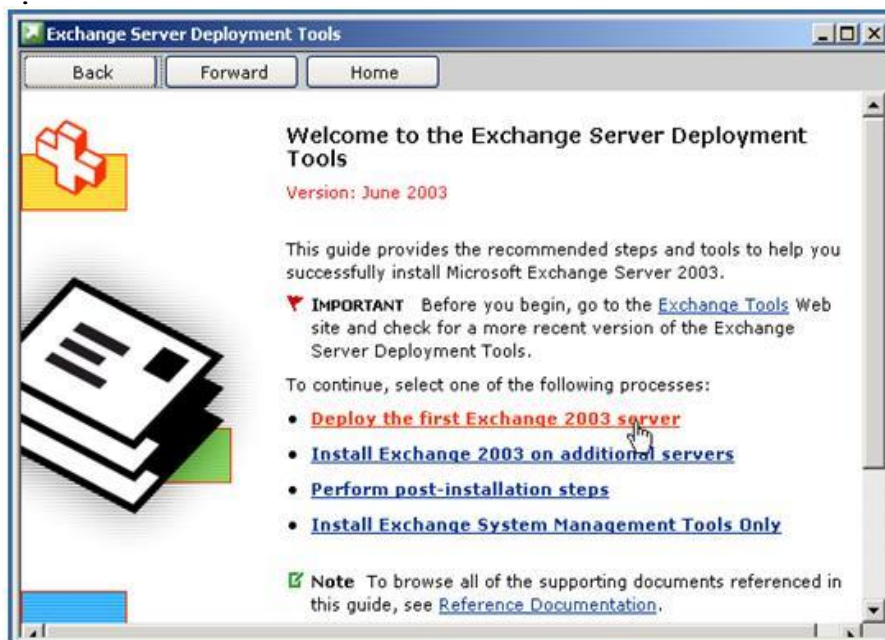 Exchange Server Deployment Tools
Back Forward Home
Welcome to the Exchange Server Deployment
Tools
Version: June 2003
This guide provides the recommended steps and tools to help you
successfully install Microsoft Exchange Server 2003.
IMPORTANT Before you begin, go to the Exchange Tools Web
site and check for a more recent version of the Exchange
Server Deployment Tools.
To continue, select one of the following processes:
• Deploy the first Exchange 2003 server
• Install Exchange 2003 on additional servers
• Perform post-installation steps
• Install Exchange System Management Tools Only
Note To browse all of the supporting documents referenced in
this guide, see Reference Documentation.